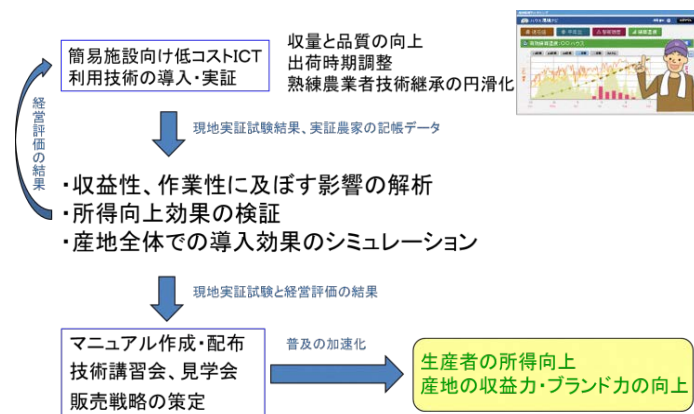 簡易施設向け低コストICT
利用技術の導入・実証
収量と品質の向上
出荷時期調整
熟練農業者技術継承の円滑化
経営評価の結果
現地実証試験結果、実証農家の記帳データ
・収益性、作業性に及ぼす影響の解析
・所得向上効果の検証
・産地全体での導入効果のシミュレーション
現地実証試験と経営評価の結果
マニュアル作成・配布
技術講習会、見学会
販売戦略の策定
普及の加速化
生産者の所得向上
産地の収益力・ブランド力の向上